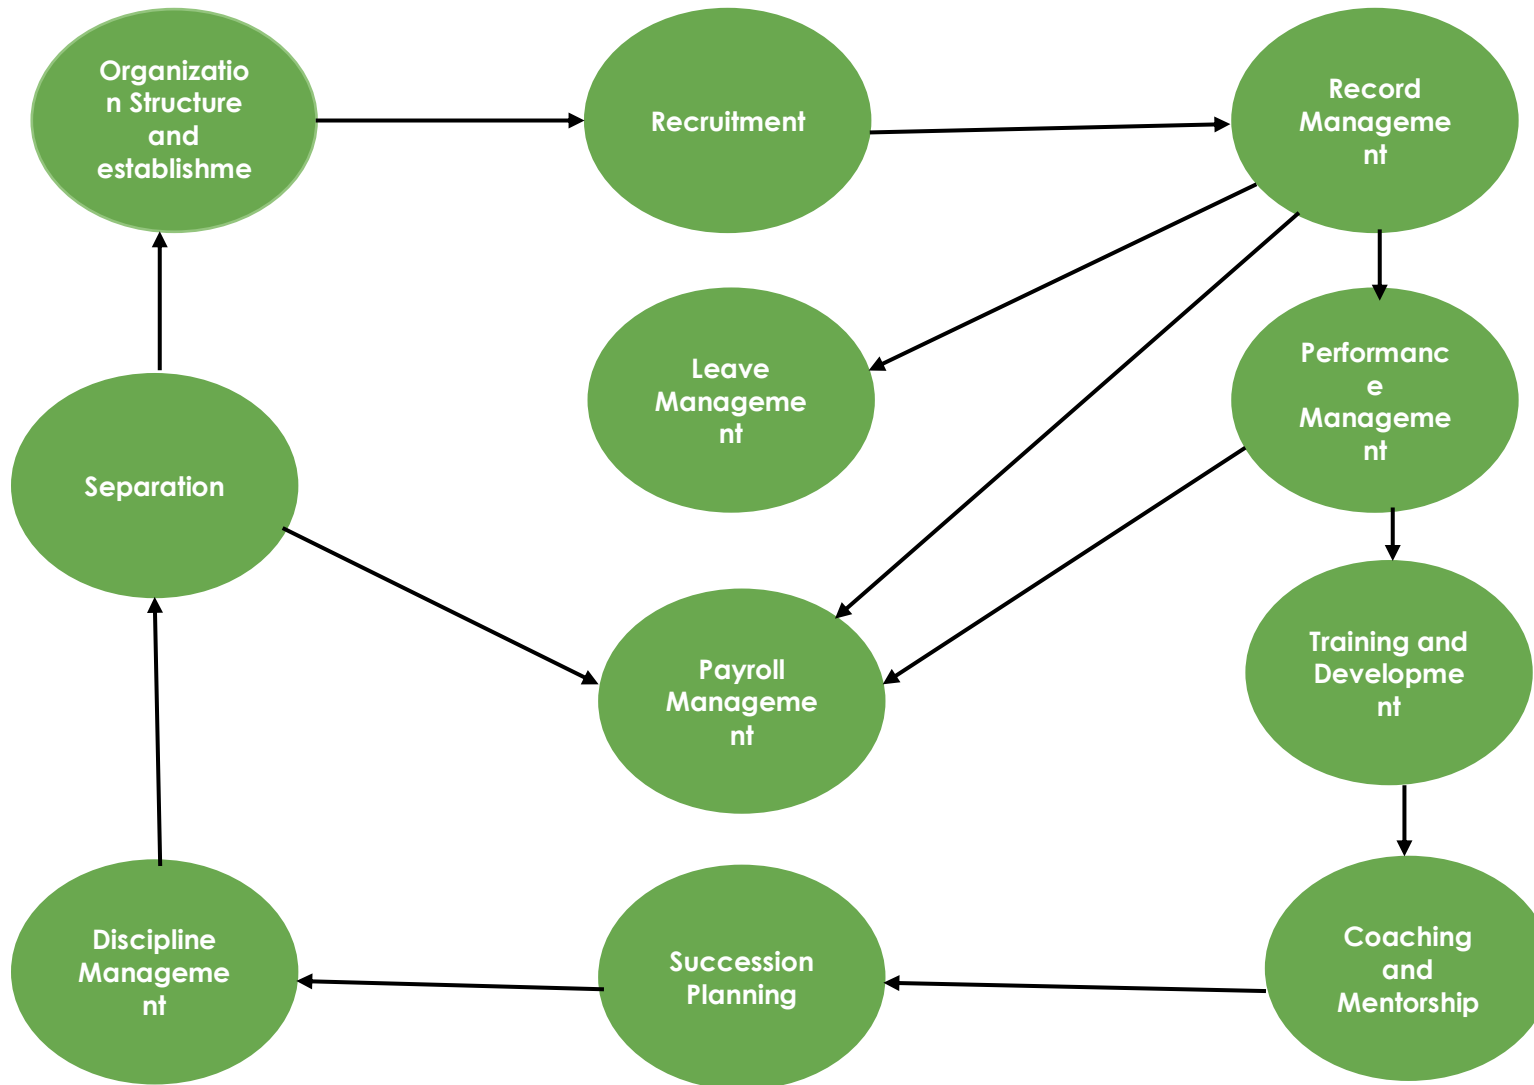 Organizatio
n Structure
and
establishme
Recruitment
Record
Manageme
nt
Leave
Manageme
nt
Performanc
e
Manageme
nt
Separation
Payroll
Manageme
nt
Training and
Developme
nt
Discipline
Manageme
nt
Succession
Planning
Coaching
and
Mentorship